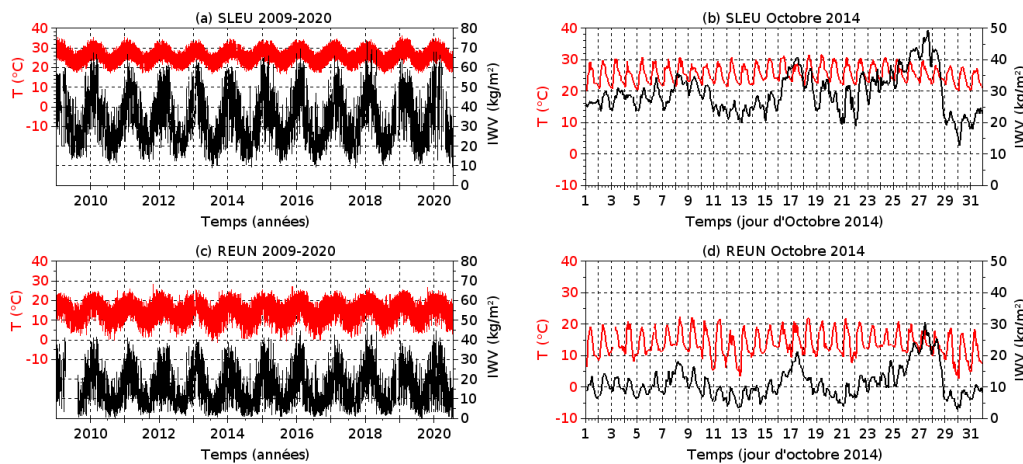 (a) SLEU 2009-2020
40
30
20
10
0
-10
T (°C)
80
70
60
50
40
30
20
10
0
IWV (kg/m²)
2010 2012 2014 2016 2018 2020
Temps (années)
(b) SLEU Octobre 2014
40
30
20
10
0
-10
T (°C)
50
40
30
20
10
0
IWV (kg/m²)
1 3 5 7 9 11 13 15 17 19 21 23 25 27 29 31
Temps (jour d'Octobre 2014)
(c) REUN 2009-2020
40
30
20
10
0
-10
T (°C)
80
70
60
50
40
30
20
10
0
IWV (kg/m²)
2010 2012 2014 2016 2018 2020
Temps (années)
(d) REUN Octobre 2014
40
30
20
10
0
-10
T (°C)
50
40
30
20
10
0
IWV (kg/m²)
1 3 5 7 9 11 13 15 17 19 21 23 25 27 29 31
Temps (jour d'octobre 2014)